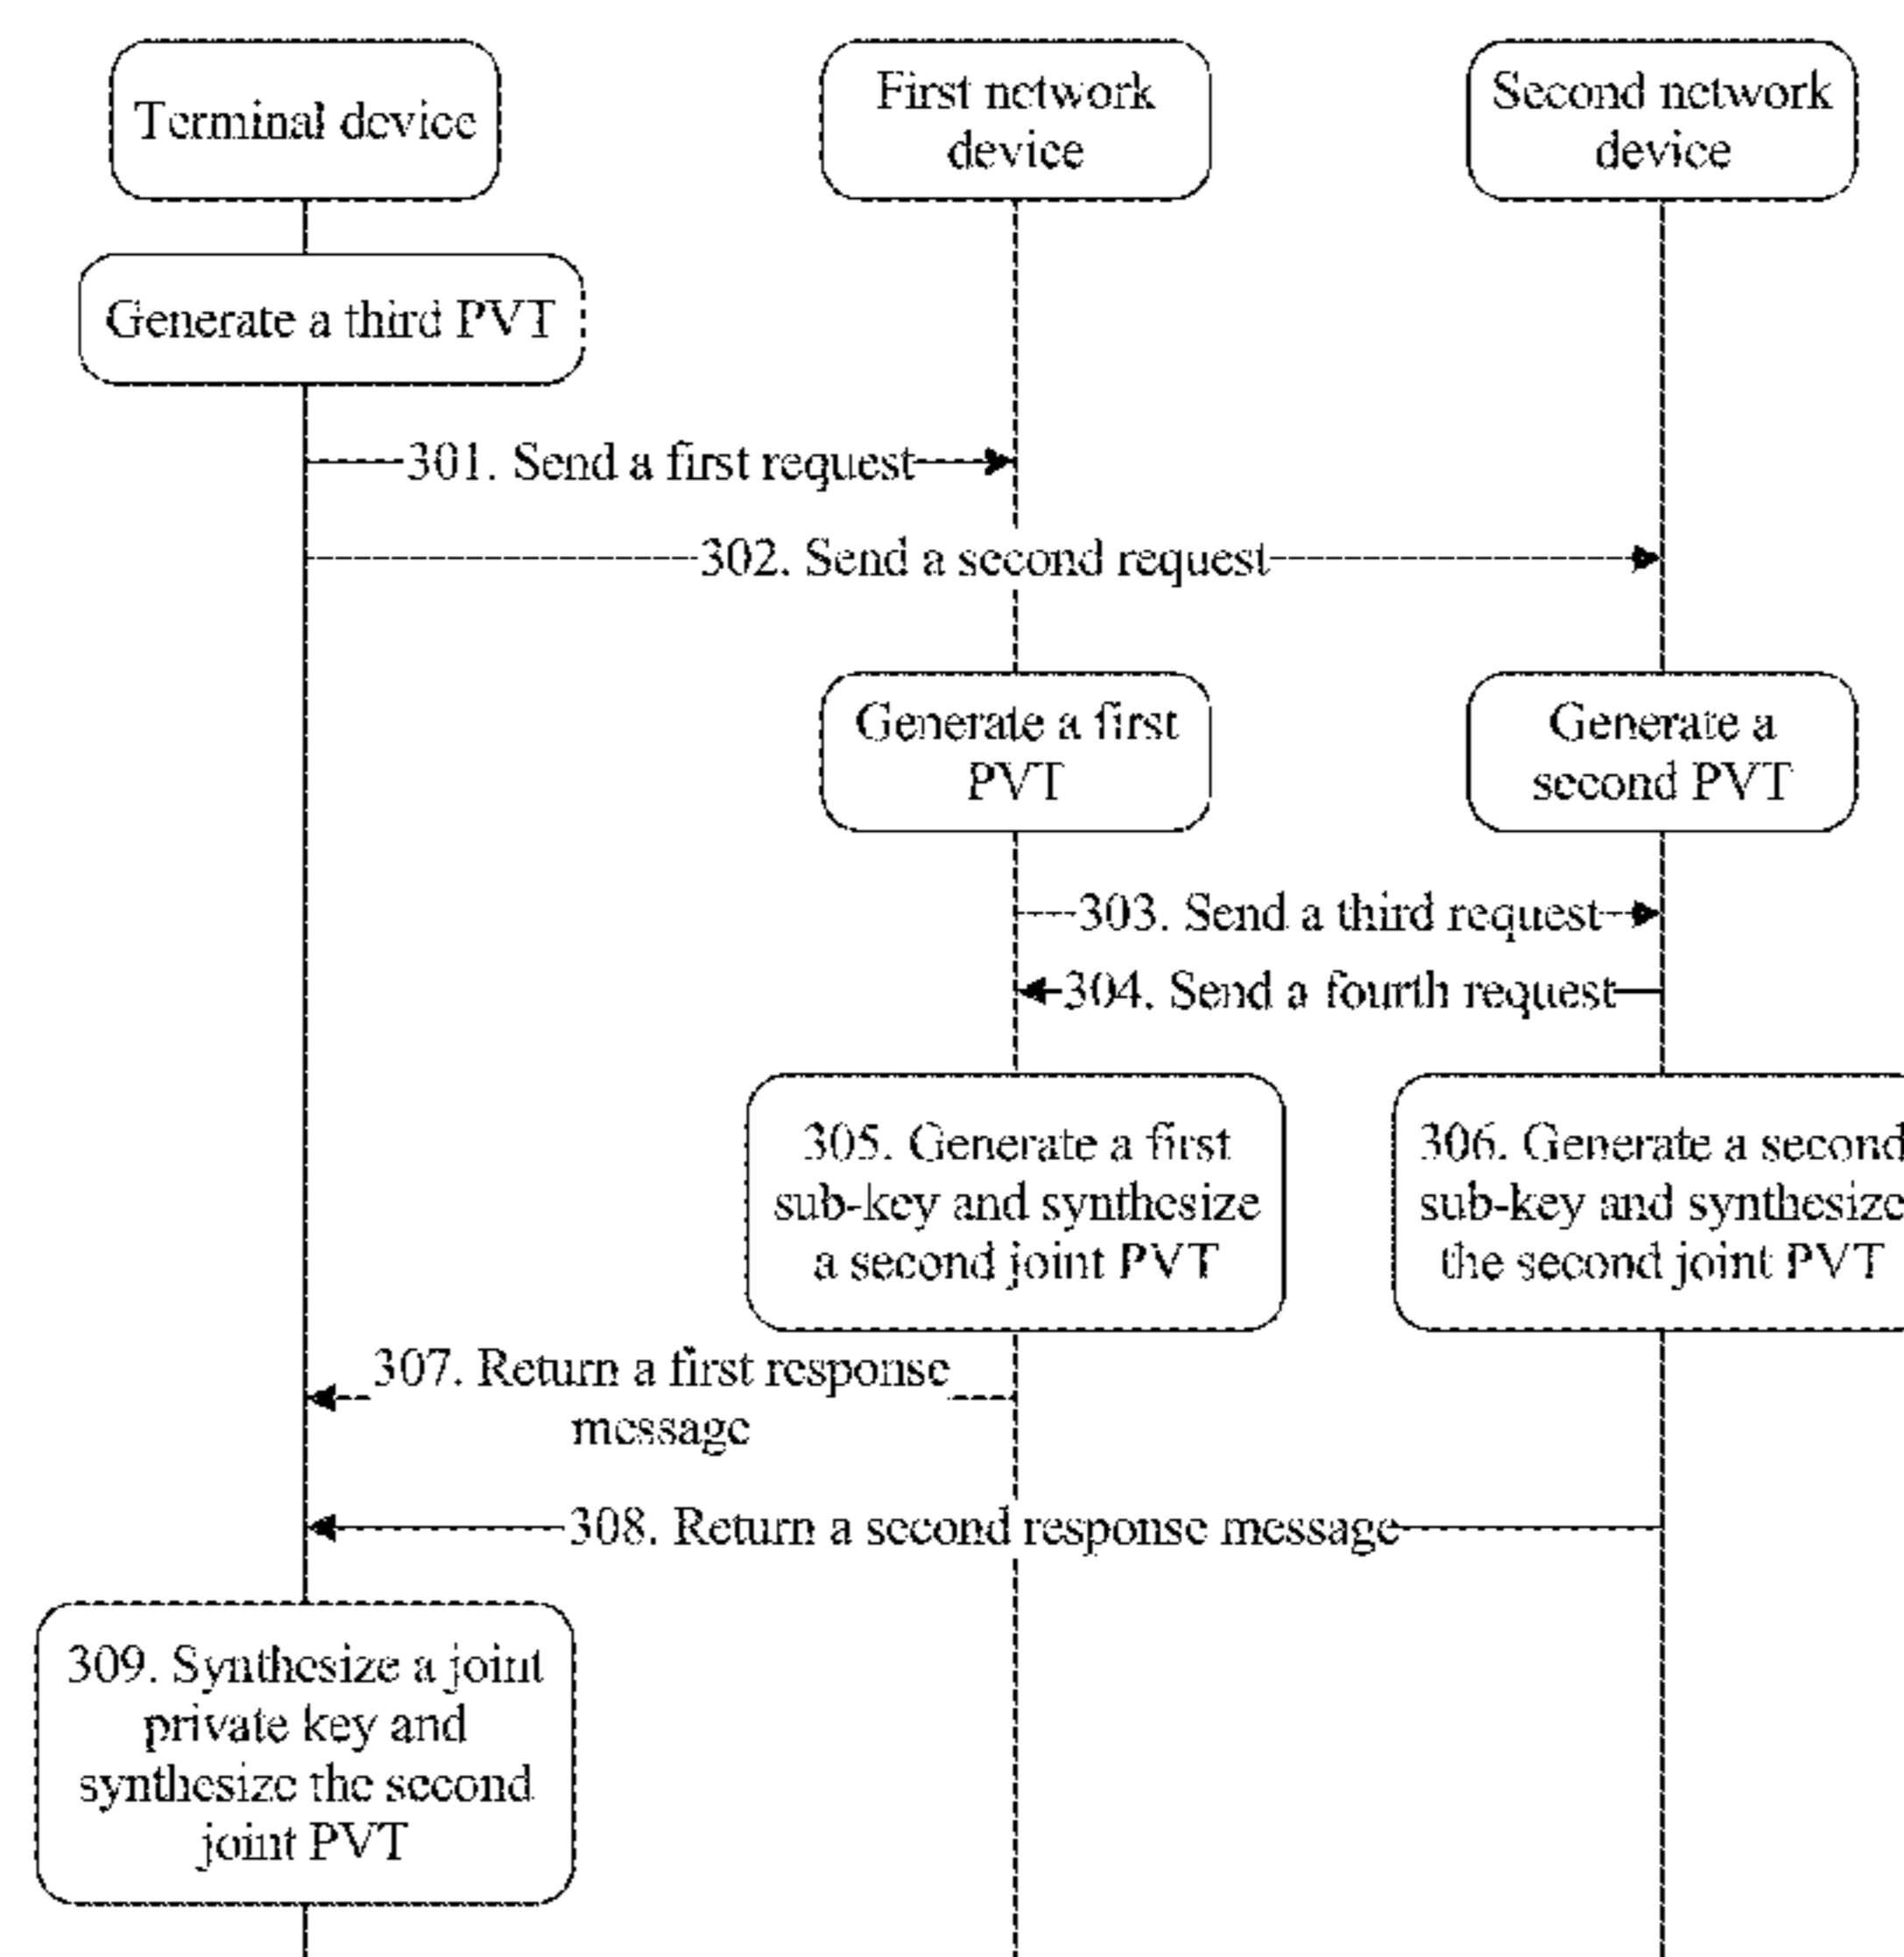 Terminal device
First network
device
Second network
device
Generate a third PVT
301. Send a first request
302. Send a second request
Generate a first
PVT
Generate a
second PVT
303. Send a third request
304. Send a fourth request
305. Generate a first
sub-key and synthesize
a second joint PVT
306. Generate a second
sub-key and synthesize
the second joint PVT
307. Return a first response
message
308. Return a second response message
309. Synthesize a joint
private key and
synthesize the second
joint PVT